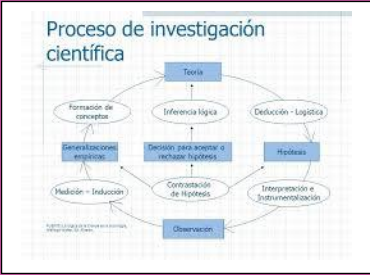 Proceso de investigación
científica
Teoría
Formación de
conceptos
Inferencia lógica
Deducción - Logística
Generalizaciones
empíricas
Decisión para aceptar o
rechazar hipótesis
Hipótesis
Medición - Inducción
Contrastación
de Hipótesis
Interpretación e
Instrumentalización
Observación